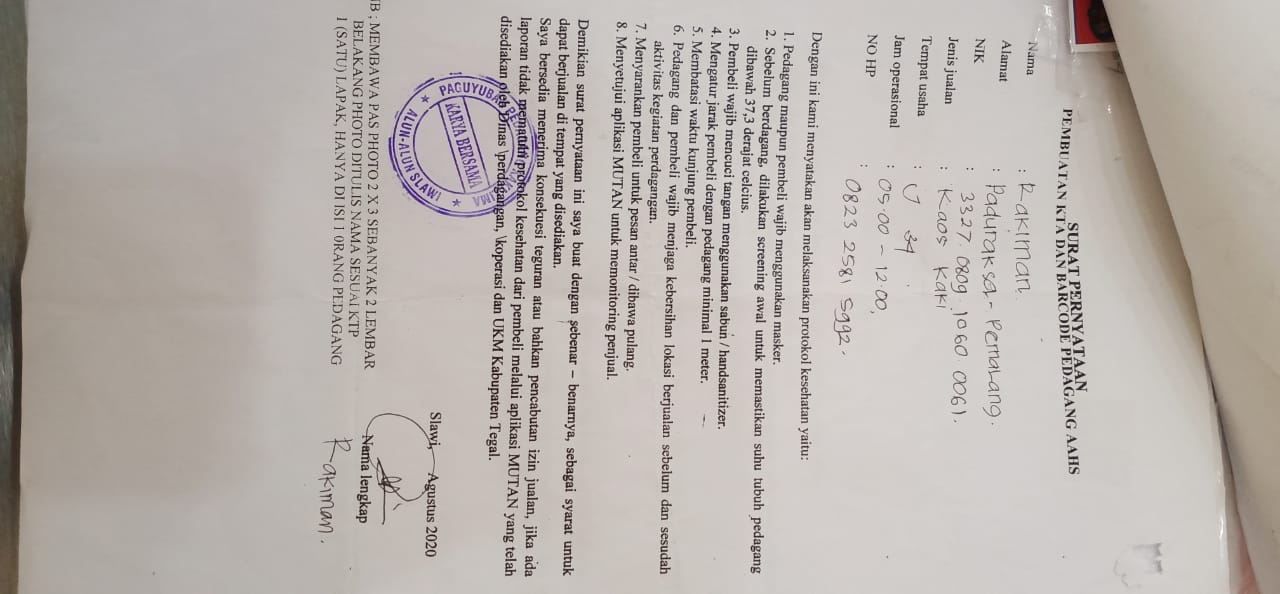 SURAT PERNYATAAN
PEMBUATAN KTA DAN BARCODE PEDAGANG AAHS
Nama : Rakiman.
Alamat : Paduraksa - Pemalang.
NIK : 3327.0809.1060 0061.
Jenis jualan : Kaos Kaki
Tempat usaha : U 34.
Jam operasional : 05.00 - 12.00.
NO HP : 0823 2581 5992.
Dengan ini kami menyatakan akan melaksanakan protokol kesehatan yaitu:
1. Pedagang maupun pembeli wajib menggunakan masker.
2. Sebelum berdagang, dilakukan screening awal untuk memastikan suhu tubuh pedagang
dibawah 37,3 derajat celcius.
3. Pembeli wajib mencuci tangan menggunakan sabun / handsanitizer.
4. Mengatur jarak pembeli dengan pedagang minimal 1 meter.
5. Membatasi waktu kunjung pembeli.
6. Pedagang dan pembeli wajib menjaga kebersihan lokasi berjualan sebelum dan sesudah
aktivitas kegiatan perdagangan.
7. Menyarankan pembeli untuk pesan antar / dibawa pulang.
8. Menyetujui aplikasi MUTAN untuk memonitoring penjual.
Demikian surat pernyataan ini saya buat dengan sebenar – benarnya, sebagai syarat untuk
dapat berjualan di tempat yang disediakan.
Saya bersedia menerima konsekuesi teguran atau bahkan pencabutan izin jualan, jika ada
laporan tidak mematuhi protokol kesehatan dari pembeli melalui aplikasi MUTAN yang telah
disediakan oleh Dinas \perdagangan, \koperasi dan UKM Kabupaten Tegal.
PAGUYUBAN
KARYA BERSAMA
ALUN-ALUN SLAWI
Slawi, Agustus 2020
Nama lengkap
Rakiman.
NB ; MEMBAWA PAS PHOTO 2 X 3 SEBANYAK 2 LEMBAR
BELAKANG PHOTO DITULIS NAMA SESUAI KTP
1 (SATU) LAPAK, HANYA DI ISI 1 0RANG PEDAGANG